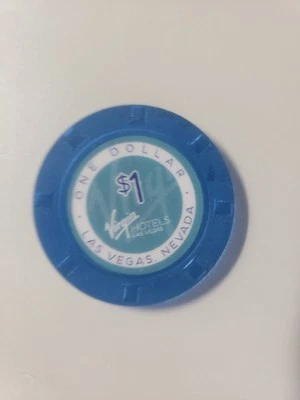 · ONE DOLLAR ·
$1
Virgin HOTELS
LAS VEGAS
LAS VEGAS, NEVADA